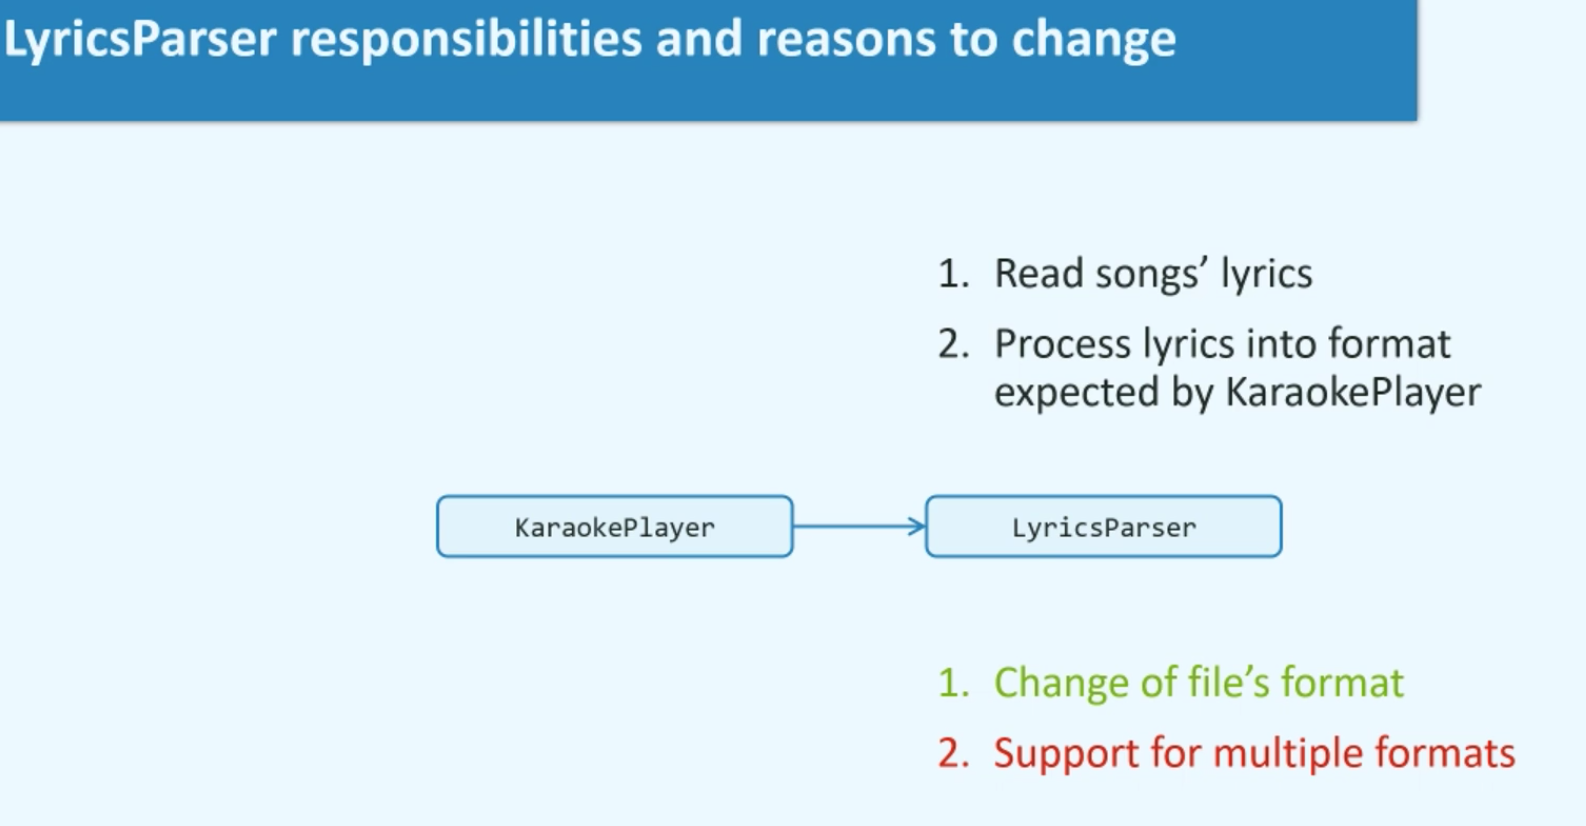 LyricsParser responsibilities and reasons to change
1. Read songs’ lyrics
2. Process lyrics into format
expected by KaraokePlayer
KaraokePlayer
LyricsParser
1. Change of file’s format
2. Support for multiple formats